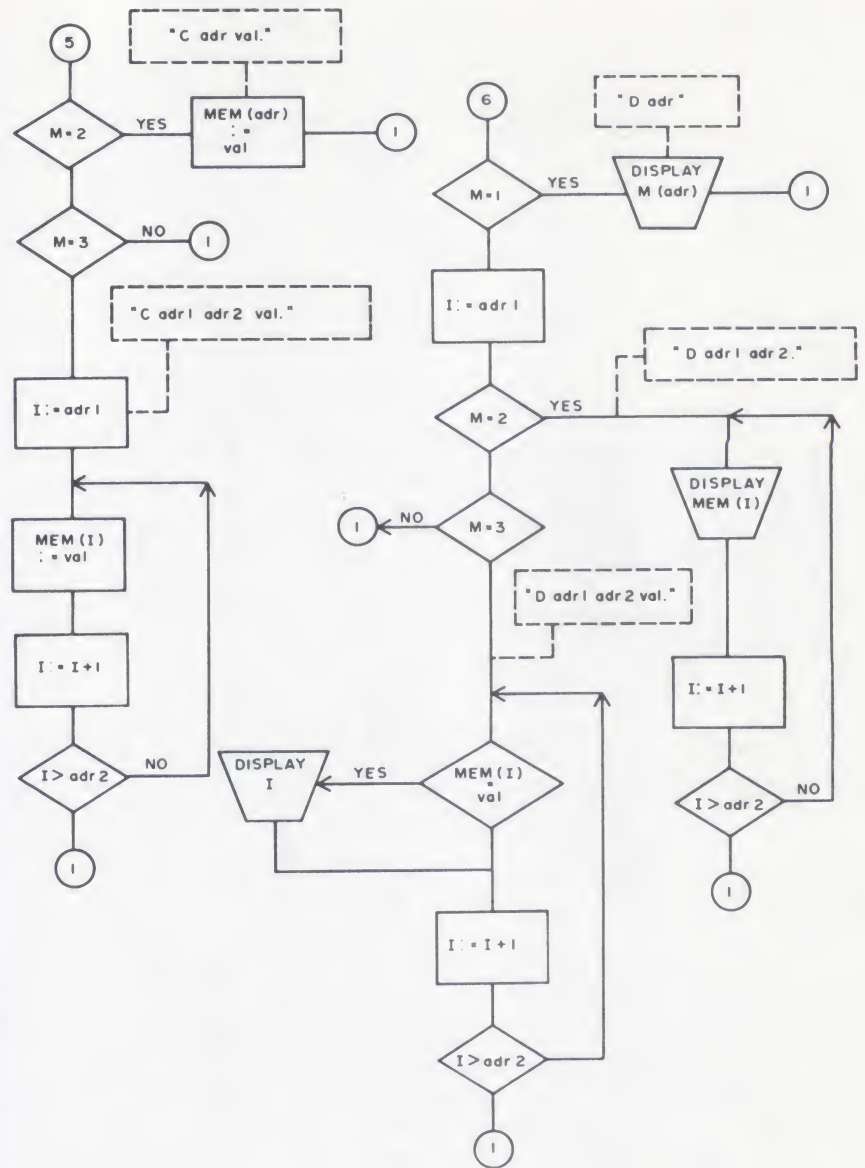 5
"C adr val."
M=2
YES
MEM (adr)
:=
val
1
M=3
NO
1
"C adr1 adr2 val."
I:=adr1
MEM (I)
:=val
I:=I+1
I>adr2
NO
1
6
"D adr"
M=1
YES
DISPLAY
M (adr)
1
I:=adr1
"D adr1 adr2."
M=2
YES
DISPLAY
MEM (I)
M=3
NO
1
"D adr1 adr2 val."
I:=I+1
I>adr2
NO
1
MEM (I)
=
val
YES
DISPLAY
I
I:=I+1
I>adr2
1